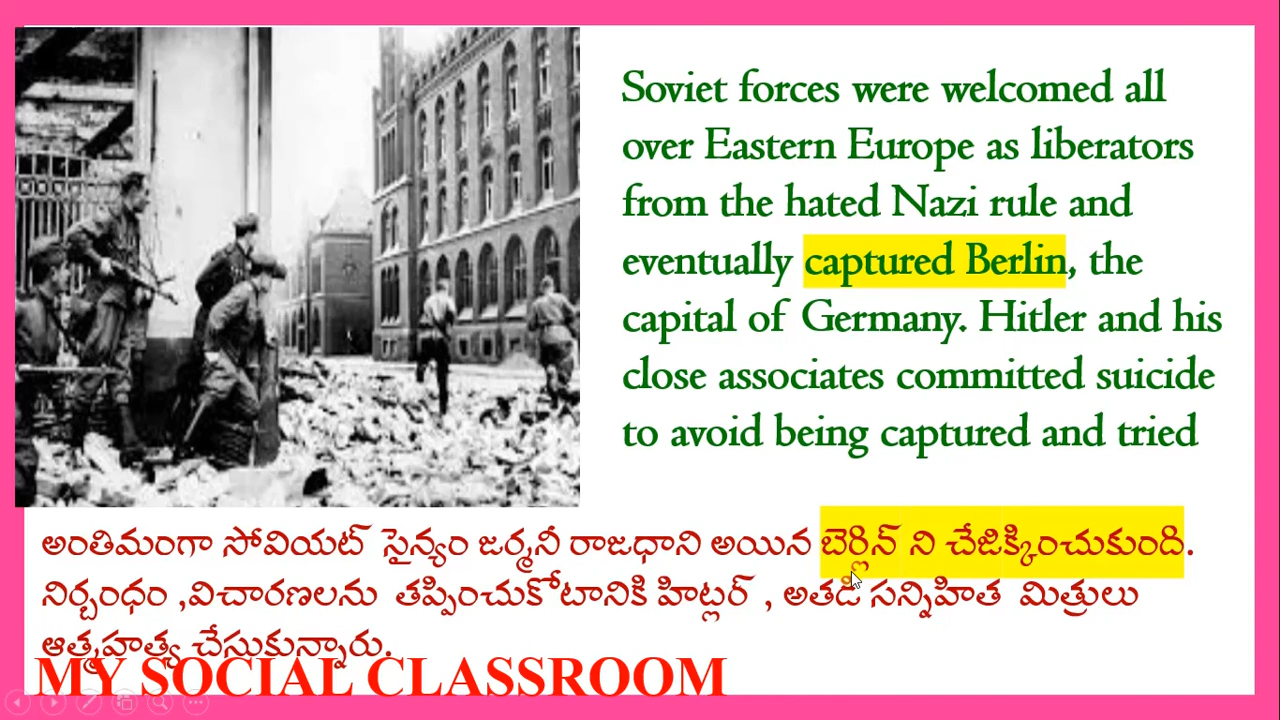 Soviet forces were welcomed all
over Eastern Europe as liberators
from the hated Nazi rule and
eventually captured Berlin, the
capital of Germany. Hitler and his
close associates committed suicide
to avoid being captured and tried
అంతిమంగా సోవియట్ సైన్యం జర్మనీ రాజధాని అయిన బెర్లిన్ ని చేజిక్కించుకుంది.
నిర్బంధం ,విచారణలను తప్పించుకోటానికి హిట్లర్ , అతడి సన్నిహిత మిత్రులు
ఆత్మహత్య చేసుకున్నారు.
MY SOCIAL CLASSROOM